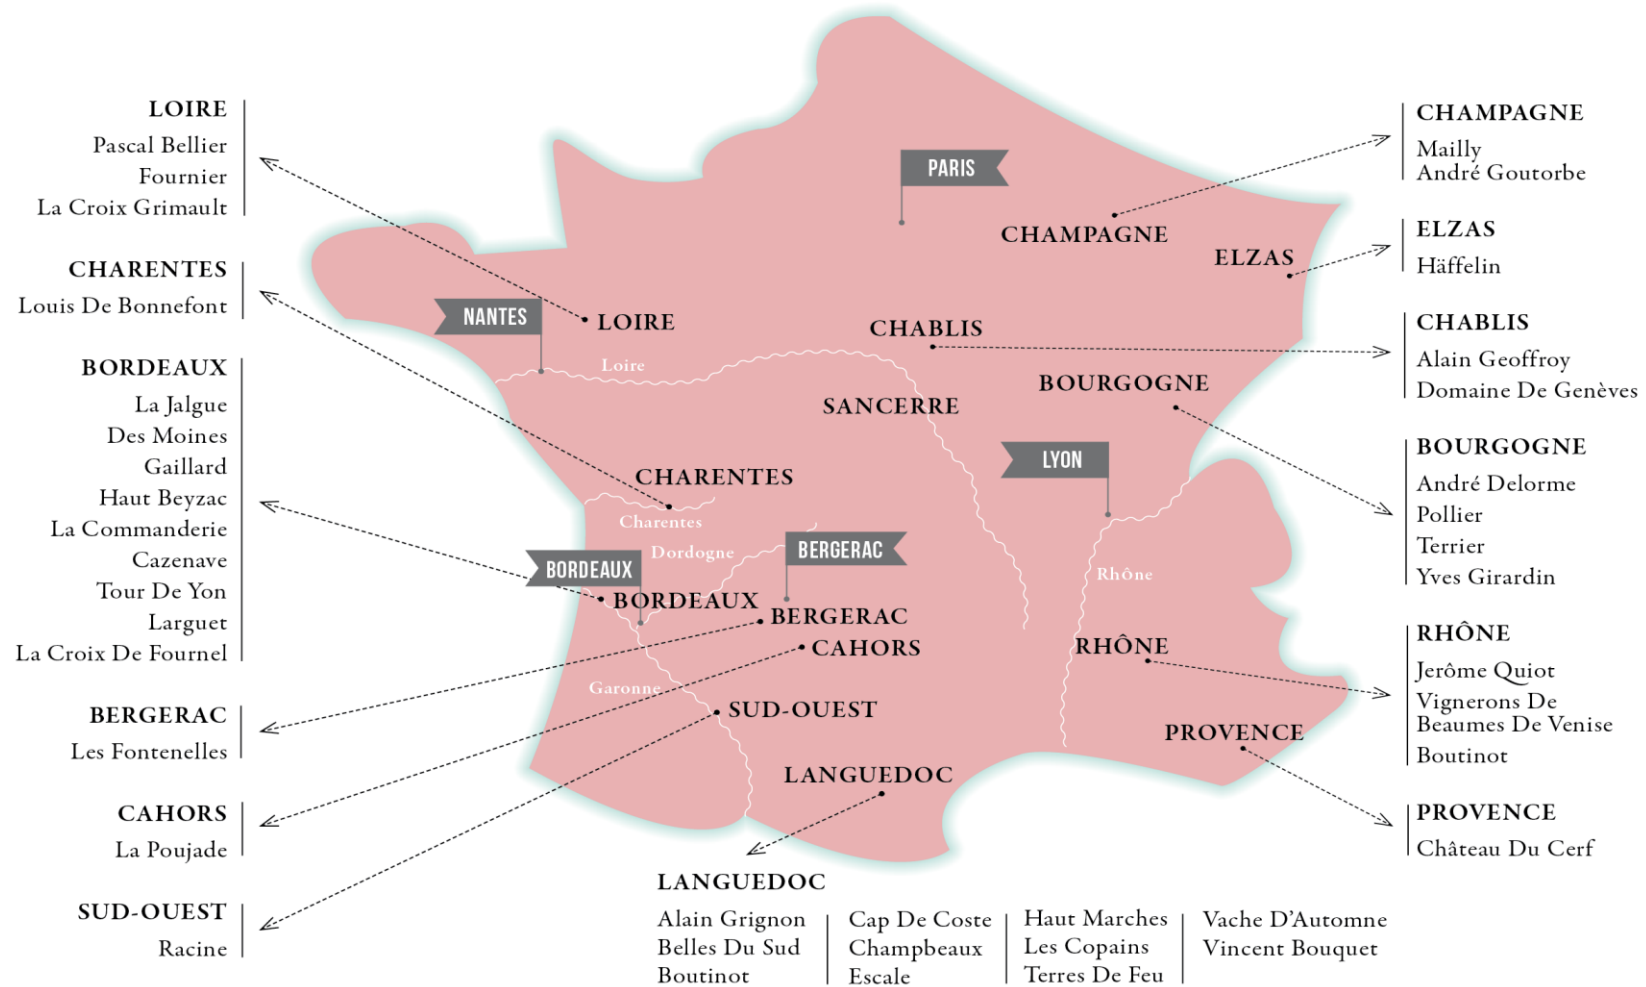 LOIRE
Pascal Bellier
Fournier
La Croix Grimault
CHARENTES
Louis De Bonnefont
BORDEAUX
La Jalgue
Des Moines
Gaillard
Haut Beyzac
La Commanderie
Cazenave
Tour De Yon
Larguet
La Croix De Fournel
BERGERAC
Les Fontenelles
CAHORS
La Poujade
SUD-OUEST
Racine
PARIS
CHAMPAGNE
ELZAS
NANTES
LOIRE
CHABLIS
Loire
BOURGOGNE
SANCERRE
LYON
CHARENTES
Charentes
Dordogne
BERGERAC
BORDEAUX
Rhône
BORDEAUX
BERGERAC
CAHORS
RHÔNE
Garonne
SUD-OUEST
PROVENCE
LANGUEDOC
CHAMPAGNE
Mailly
André Goutorbe
ELZAS
Häffelin
CHABLIS
Alain Geoffroy
Domaine De Genèves
BOURGOGNE
André Delorme
Pollier
Terrier
Yves Girardin
RHÔNE
Jerôme Quiot
Vignerons De
Beaumes De Venise
Boutinot
PROVENCE
Château Du Cerf
LANGUEDOC
Alain Grignon
Belles Du Sud
Boutinot
Cap De Coste
Champbeaux
Escale
Haut Marches
Les Copains
Terres De Feu
Vache D'Automne
Vincent Bouquet